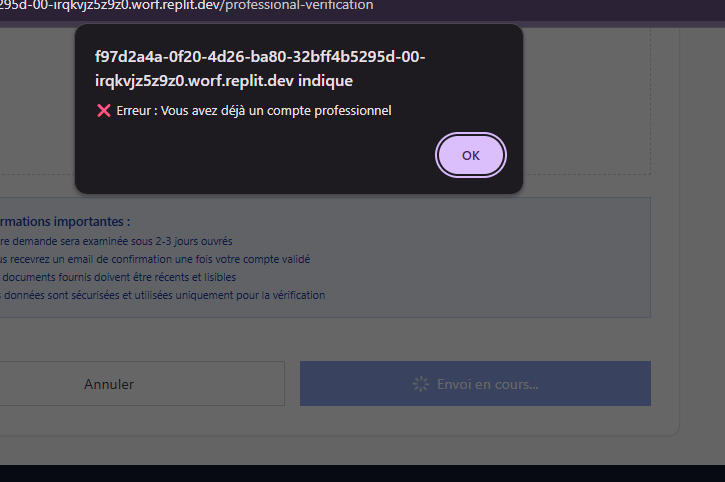 295d-00-irqkvjz5z9z0.worf.replit.dev/professional-verification
f97d2a4a-0f20-4d26-ba80-32bff4b5295d-00-
irqkvjz5z9z0.worf.replit.dev indique
❌ Erreur : Vous avez déjà un compte professionnel
OK
rmations importantes :
re demande sera examinée sous 2-3 jours ouvrés
us recevrez un email de confirmation une fois votre compte validé
documents fournis doivent être récents et lisibles
s données sont sécurisées et utilisées uniquement pour la vérification
Annuler
Envoi en cours...